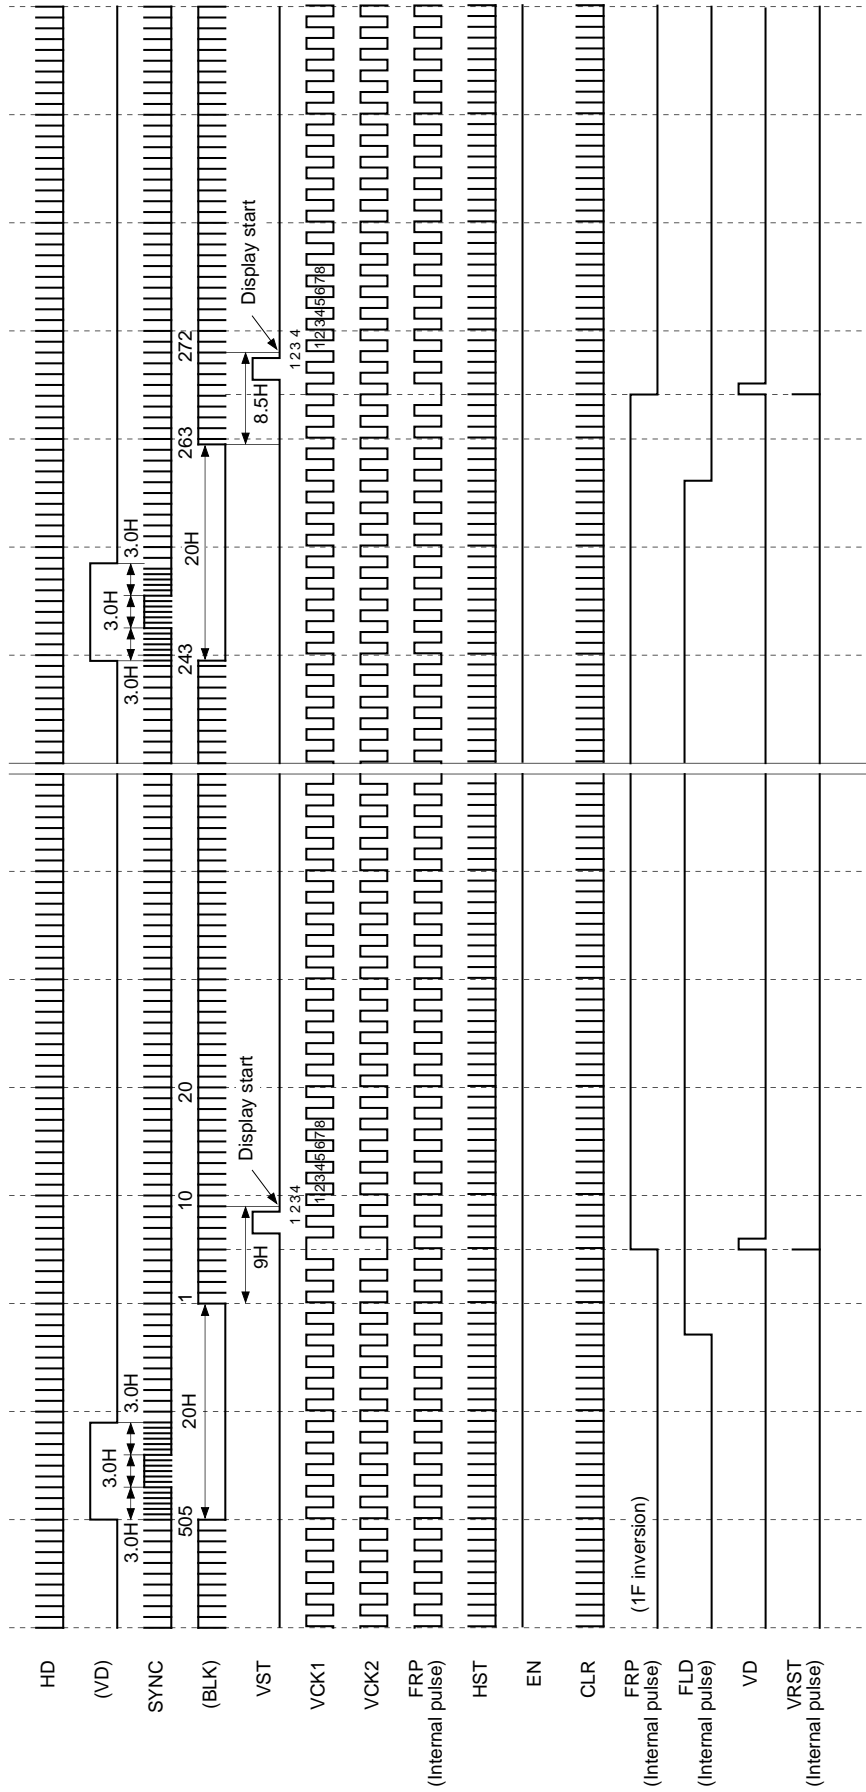 HD
(VD)
3.0H
3.0H
3.0H
3.0H
3.0H
3.0H
SYNC
(BLK)
505
20H
1
10
20
243
20H
263
272
VST
9H
Display start
8.5H
Display start
VCK1
1 2 3 4
1 2 3 4 5 6 7 8
1 2 3 4
1 2 3 4 5 6 7 8
VCK2
FRP
(Internal pulse)
HST
EN
CLR
FRP
(Internal pulse)
(1F inversion)
FLD
(Internal pulse)
VD
VRST
(Internal pulse)